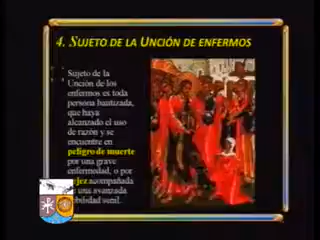 4. SUJETO DE LA UNCIÓN DE ENFERMOS
Sujeto de la
Unción de los
enfermos es toda
persona bautizada,
que haya
alcanzado el uso
de razón y se
encuentre en
peligro de muerte
por una grave
enfermedad, o por
acompañada
una avanzada